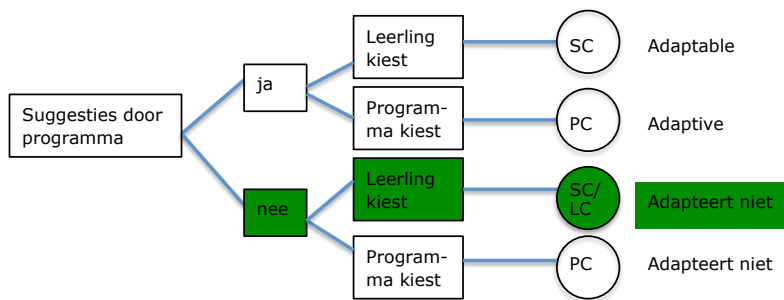 Suggesties door
programma
ja
Leerling
kiest
SC
Adaptable
Program-
ma kiest
PC
Adaptive
nee
Leerling
kiest
SC/
LC
Adapteert niet
Program-
ma kiest
PC
Adapteert niet